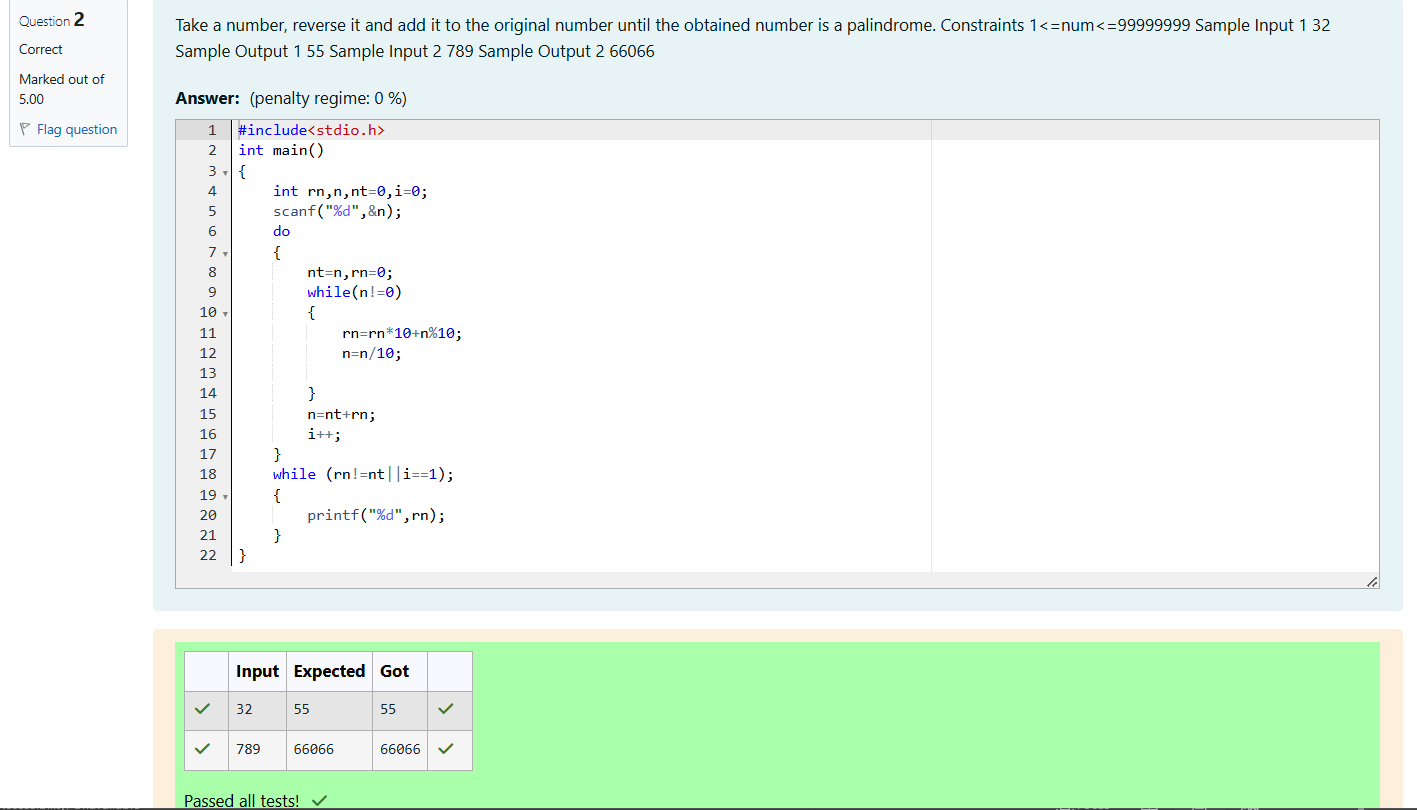 Question 2
Correct
Marked out of
5.00
Flag question
Take a number, reverse it and add it to the original number until the obtained number is a palindrome. Constraints 1<=num<=99999999 Sample Input 1 32
Sample Output 1 55 Sample Input 2 789 Sample Output 2 66066
Answer: (penalty regime: 0 %)
1 #include<stdio.h>
2 int main()
3 {
4     int rn,n,nt=0,i=0;
5     scanf("%d",&n);
6     do
7     {
8         nt=n,rn=0;
9         while(n!=0)
10         {
11             rn=rn*10+n%10;
12             n=n/10;
13
14         }
15         n=nt+rn;
16         i++;
17     }
18     while (rn!=nt||i==1);
19     {
20         printf("%d",rn);
21     }
22 }
Input Expected Got
32 55 55
789 66066 66066
Passed all tests!